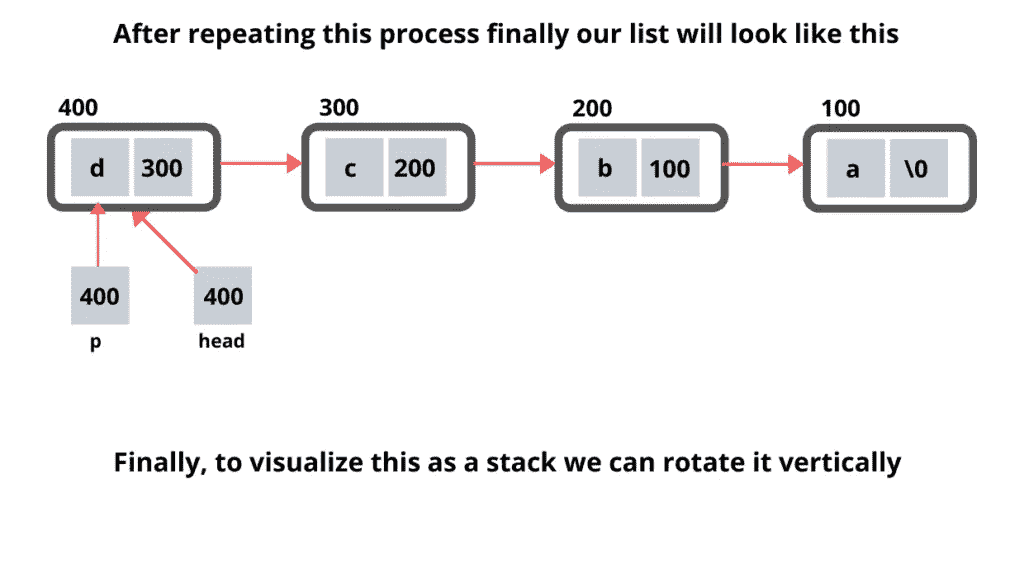 After repeating this process finally our list will look like this
400 300 200 100
d 300 c 200 b 100 a \0
400 400
p head
Finally, to visualize this as a stack we can rotate it vertically